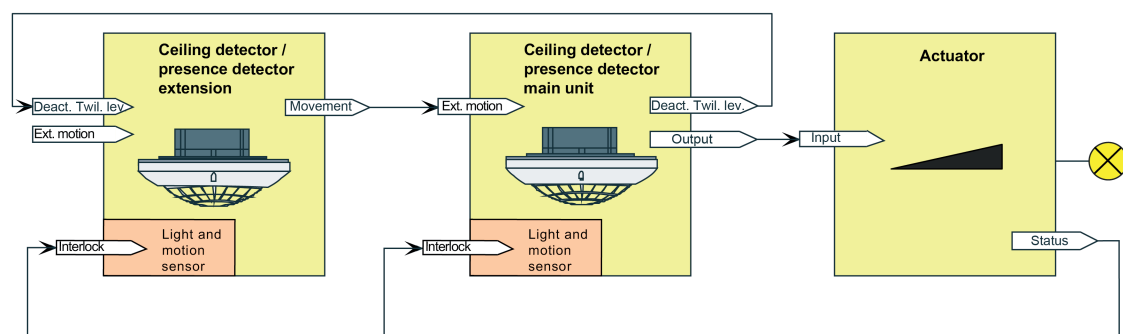 Ceiling detector /
presence detector
extension
Deact. Twil. lev
Ext. motion
Movement
Interlock
Light and
motion
sensor
Ceiling detector /
presence detector
main unit
Ext. motion
Deact. Twil. lev.
Output
Interlock
Light and
motion
sensor
Actuator
Input
Status